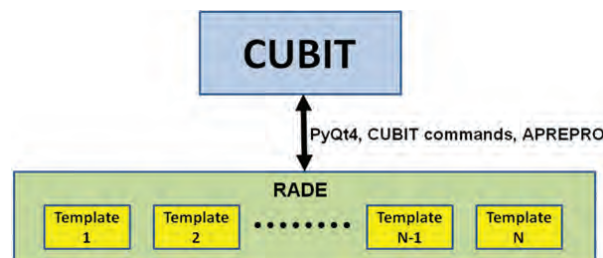 CUBIT
PyQt4, CUBIT commands, APREPRO
RADE
Template 1
Template 2
Template N-1
Template N